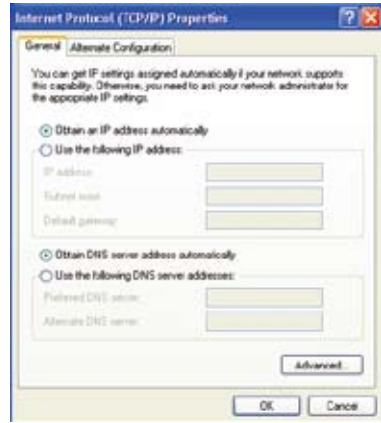 Internet Protocol (TCP/IP) Properties
General
Alternate Configuration
You can get IP settings assigned automatically if your network supports
this capability. Otherwise, you need to ask your network administrator for
the appropriate IP settings.
Obtain an IP address automatically
Use the following IP address:
IP address:
Subnet mask:
Default gateway:
Obtain DNS server address automatically
Use the following DNS server addresses:
Preferred DNS server:
Alternate DNS server:
Advanced...
OK
Cancel